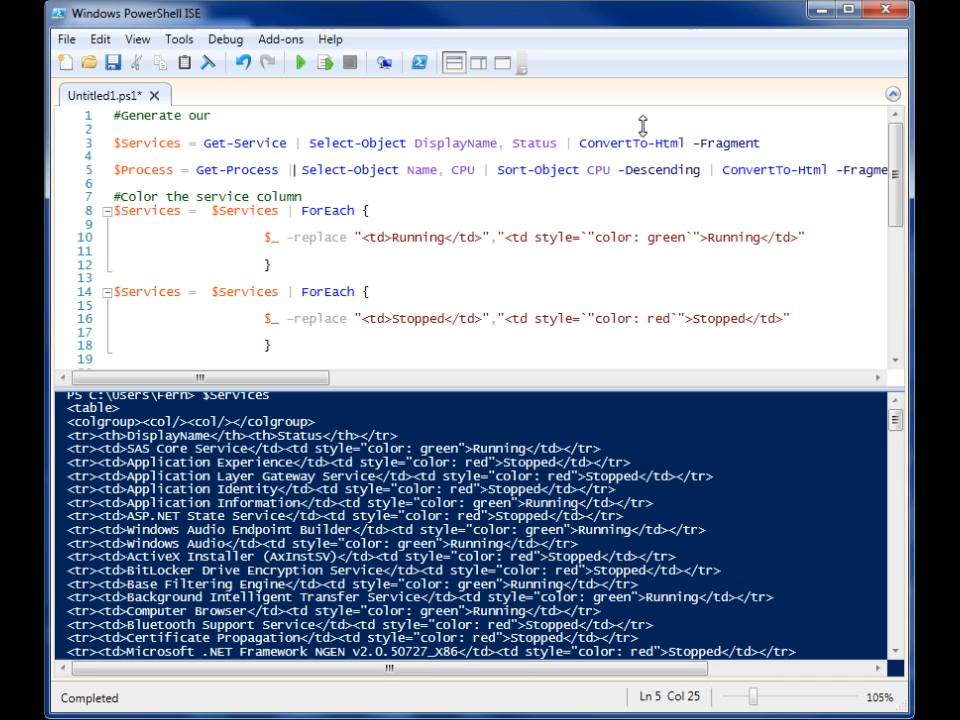 Windows PowerShell ISE
File Edit View Tools Debug Add-ons Help
Untitled1.ps1* X
1 #Generate our
2
3 $Services = Get-Service | Select-Object DisplayName, Status | ConvertTo-Html -Fragment
4
5 $Process = Get-Process | Select-Object Name, CPU | Sort-Object CPU -Descending | ConvertTo-Html -Fragme
6
7 #Color the service column
8 $Services = $Services | ForEach {
9
10 $_ -replace "<td>Running</td>","<td style=`"color: green`">Running</td>"
11
12 }
13
14 $Services = $Services | ForEach {
15
16 $_ -replace "<td>Stopped</td>","<td style=`"color: red`">Stopped</td>"
17
18 }
19
PS C:\Users\Fern> $Services
<table>
<colgroup><col/><col/></colgroup>
<tr><th>DisplayName</th><th>Status</th></tr>
<tr><td>SAS Core Service</td><td style="color: green">Running</td></tr>
<tr><td>Application Experience</td><td style="color: red">Stopped</td></tr>
<tr><td>Application Layer Gateway Service</td><td style="color: red">Stopped</td></tr>
<tr><td>Application Identity</td><td style="color: red">Stopped</td></tr>
<tr><td>Application Information</td><td style="color: green">Running</td></tr>
<tr><td>ASP.NET State Service</td><td style="color: red">Stopped</td></tr>
<tr><td>Windows Audio Endpoint Builder</td><td style="color: green">Running</td></tr>
<tr><td>Windows Audio</td><td style="color: green">Running</td></tr>
<tr><td>ActiveX Installer (AxInstSV)</td><td style="color: red">Stopped</td></tr>
<tr><td>BitLocker Drive Encryption Service</td><td style="color: red">Stopped</td></tr>
<tr><td>Base Filtering Engine</td><td style="color: green">Running</td></tr>
<tr><td>Background Intelligent Transfer Service</td><td style="color: green">Running</td></tr>
<tr><td>Computer Browser</td><td style="color: green">Running</td></tr>
<tr><td>Bluetooth Support Service</td><td style="color: red">Stopped</td></tr>
<tr><td>Certificate Propagation</td><td style="color: red">Stopped</td></tr>
<tr><td>Microsoft .NET Framework NGEN v2.0.50727_X86</td><td style="color: red">Stopped</td></tr>
Completed Ln 5 Col 25 105%